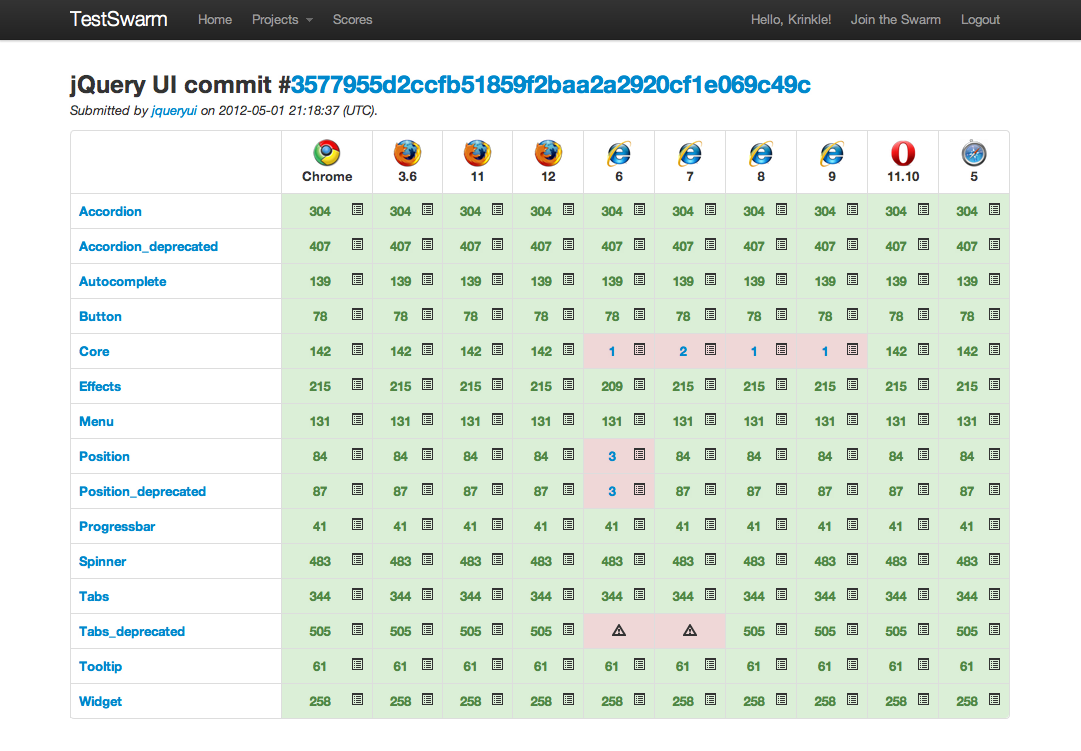 TestSwarm Home Projects Scores Hello, Krinkle! Join the Swarm Logout
jQuery UI commit #3577955d2ccfb51859f2baa2a2920cf1e069c49c
Submitted by jqueryui on 2012-05-01 21:18:37 (UTC).
Chrome 3.6 11 12 6 7 8 9 11.10 5
Accordion 304 304 304 304 304 304 304 304 304 304
Accordion_deprecated 407 407 407 407 407 407 407 407 407 407
Autocomplete 139 139 139 139 139 139 139 139 139 139
Button 78 78 78 78 78 78 78 78 78 78
Core 142 142 142 142 1 2 1 1 142 142
Effects 215 215 215 215 209 215 215 215 215 215
Menu 131 131 131 131 131 131 131 131 131 131
Position 84 84 84 84 3 84 84 84 84 84
Position_deprecated 87 87 87 87 3 87 87 87 87 87
Progressbar 41 41 41 41 41 41 41 41 41 41
Spinner 483 483 483 483 483 483 483 483 483 483
Tabs 344 344 344 344 344 344 344 344 344 344
Tabs_deprecated 505 505 505 505 505 505 505 505
Tooltip 61 61 61 61 61 61 61 61 61 61
Widget 258 258 258 258 258 258 258 258 258 258